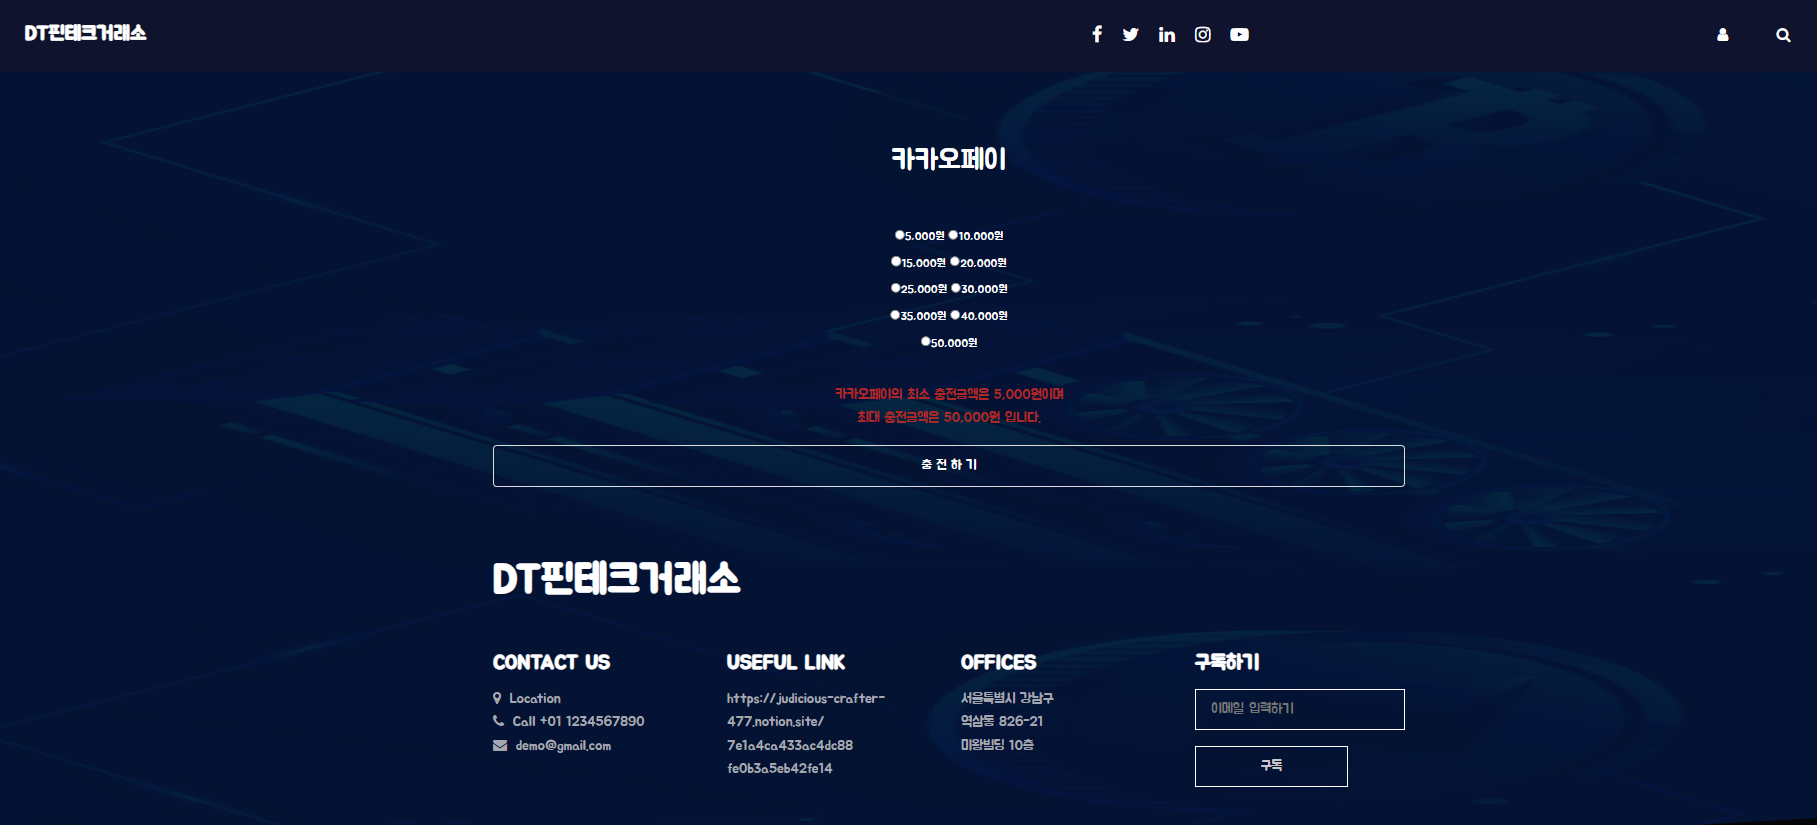 DT핀테크거래소
카카오페이
5,000원 10,000원
15,000원 20,000원
25,000원 30,000원
35,000원 40,000원
50,000원
카카오페이의 최소 충전금액은 5,000원이며
최대 충전금액은 50,000원 입니다.
충전하기
DT핀테크거래소
CONTACT US
Location
Call +01 1234567890
demo@gmail.com
USEFUL LINK
https://judicious-crafter-
477.notion.site/
7e1a4ca433ac4dc88
fe0b3a5eb42fe14
OFFICES
서울특별시 강남구
역삼동 826-21
미왕빌딩 10층
구독하기
이메일 입력하기
구독